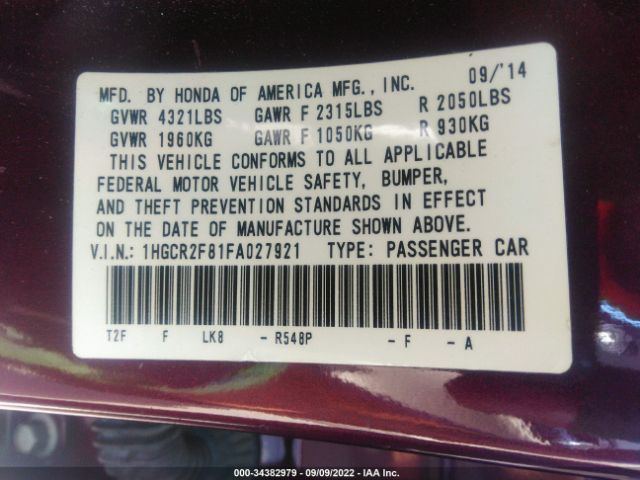 MFD. BY HONDA OF AMERICA MFG., INC. 09/'14
GVWR 4321LBS GAWR F 2315LBS R 2050LBS
GVWR 1960KG GAWR F 1050KG R 930KG
THIS VEHICLE CONFORMS TO ALL APPLICABLE
FEDERAL MOTOR VEHICLE SAFETY, BUMPER,
AND THEFT PREVENTION STANDARDS IN EFFECT
ON THE DATE OF MANUFACTURE SHOWN ABOVE.
V.I.N.: 1HGCR2F81FA027921 TYPE: PASSENGER CAR
T2F F LK8 - R548P - F - A
000-34382979 - 09/09/2022 - IAA Inc.